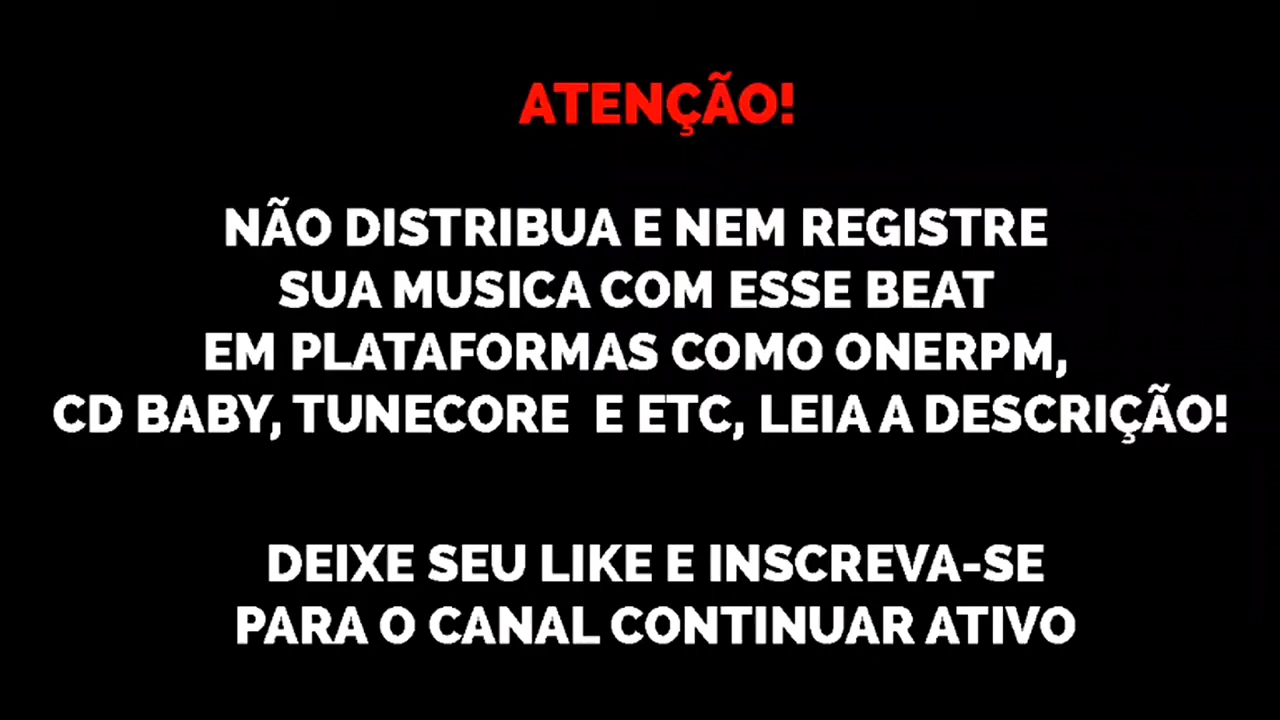 ATENÇÃO!
NÃO DISTRIBUA E NEM REGISTRE
SUA MUSICA COM ESSE BEAT
EM PLATAFORMAS COMO ONERPM,
CD BABY, TUNECORE E ETC, LEIA A DESCRIÇÃO!
DEIXE SEU LIKE E INSCREVA-SE
PARA O CANAL CONTINUAR ATIVO